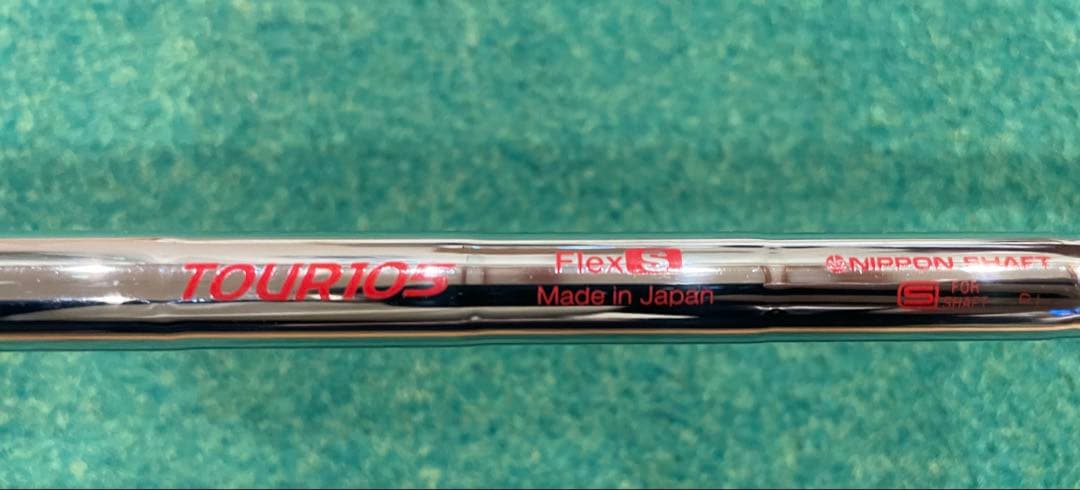 TOUR105
Flex S
Made in Japan
NIPPON SHAFT
S FOR
SHAFT